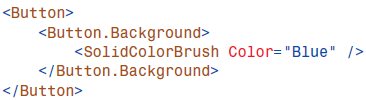 <Button>
    <Button.Background>
        <SolidColorBrush Color="Blue" />
    </Button.Background>
</Button>